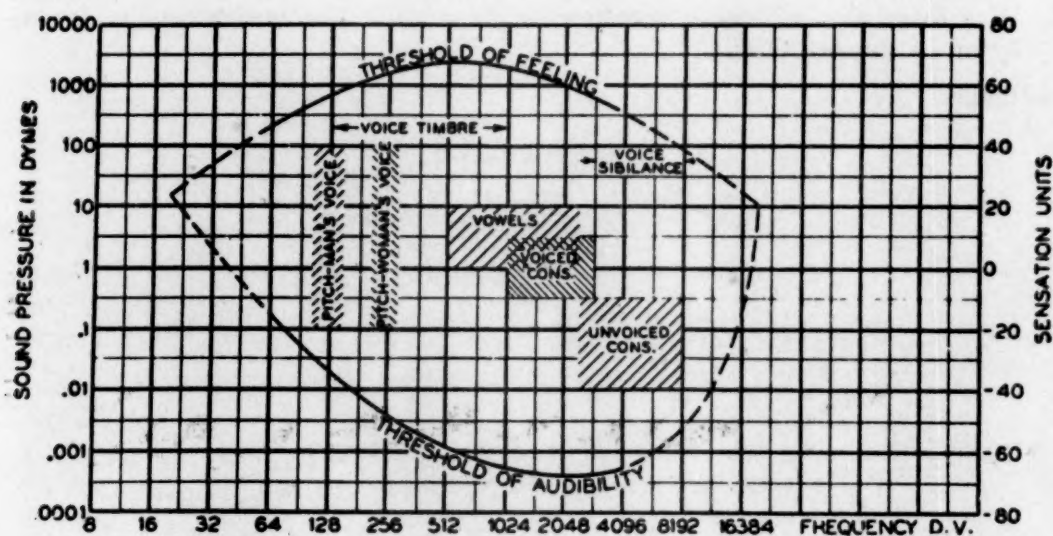 10000
1000
100
10
1
.1
.01
.001
.0001
SOUND PRESSURE IN DYNES
80
60
40
20
0
-20
-40
-60
-80
SENSATION UNITS
THRESHOLD OF FEELING
VOICE TIMBRE
VOICE
SIBILANCE
PITCH-MAN'S VOICE
PITCH-WOMAN'S VOICE
VOWELS
VOICED
CONS.
UNVOICED
CONS.
THRESHOLD OF AUDIBILITY
8 16 32 64 128 256 512 1024 2048 4096 8192 16384 FHEQUENCY D.V.